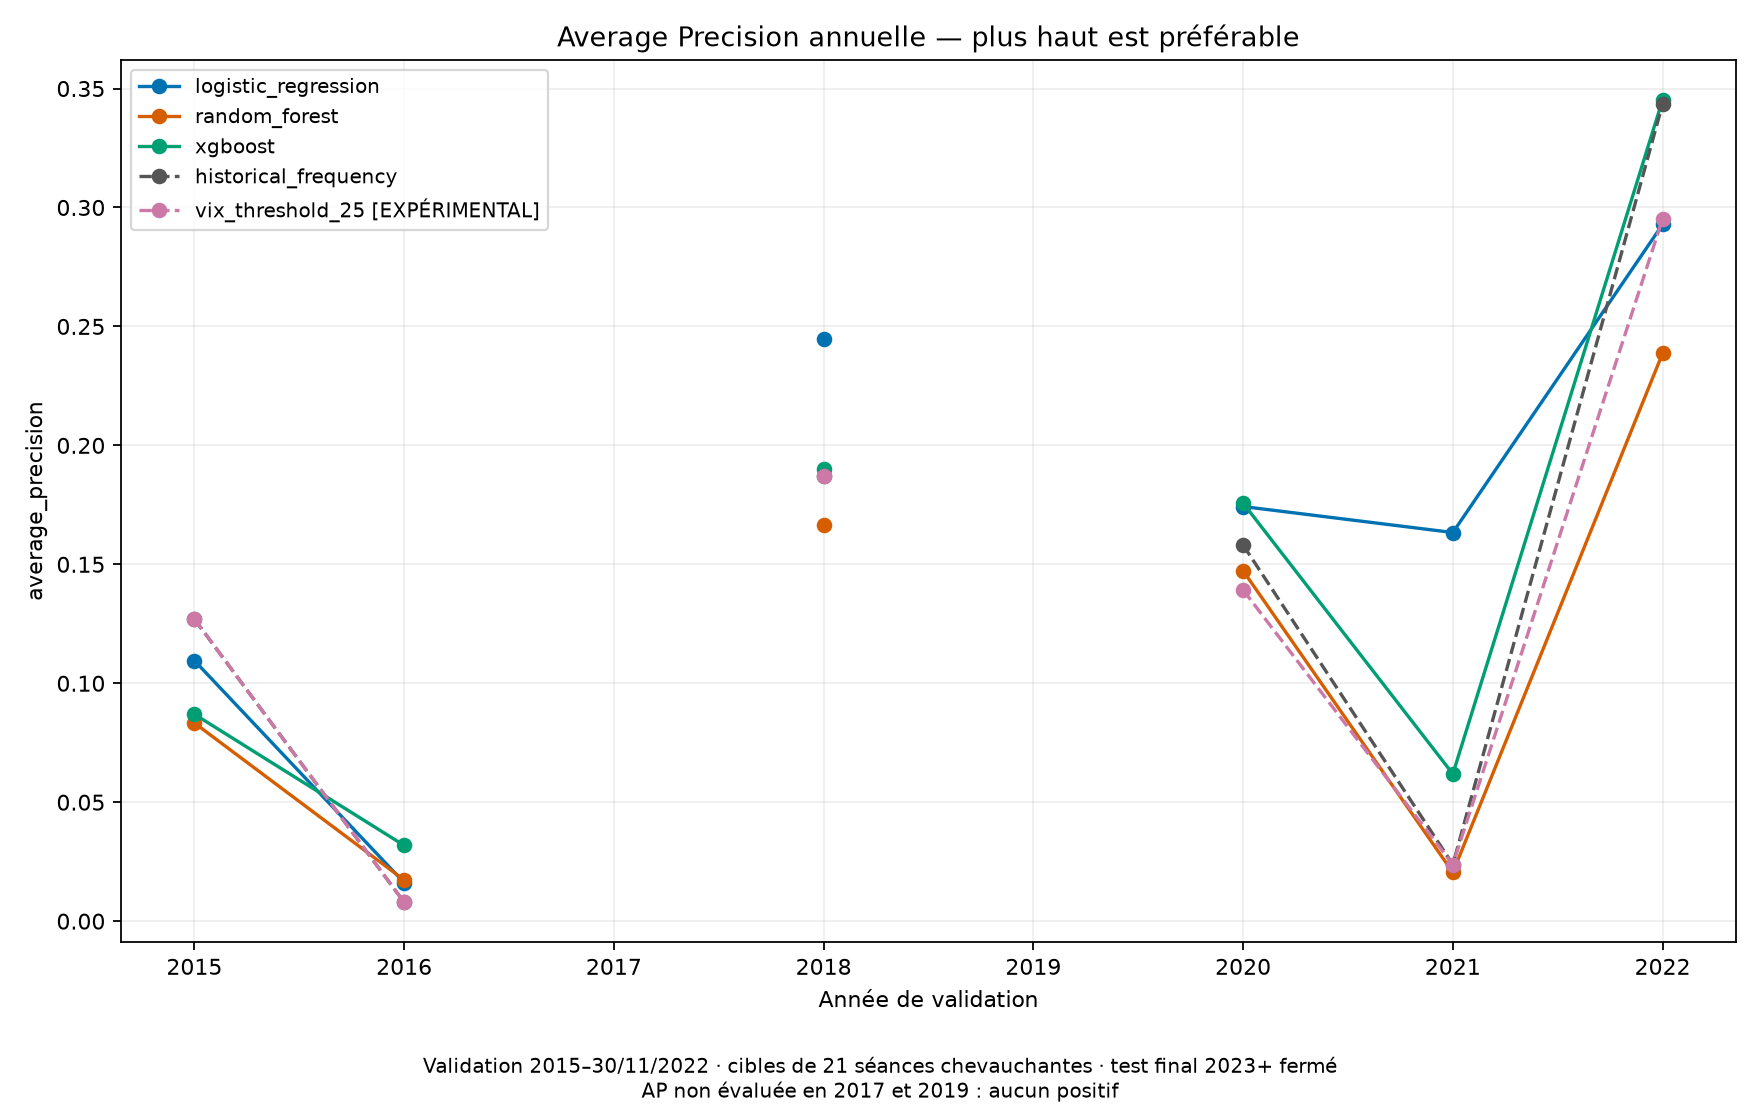 Average Precision annuelle — plus haut est préférable
logistic_regression
random_forest
xgboost
historical_frequency
vix_threshold_25 [EXPÉRIMENTAL]
0.35
0.30
0.25
0.20
0.15
0.10
0.05
0.00
average_precision
2015 2016 2017 2018 2019 2020 2021 2022
Année de validation
Validation 2015–30/11/2022 · cibles de 21 séances chevauchantes · test final 2023+ fermé
AP non évaluée en 2017 et 2019 : aucun positif